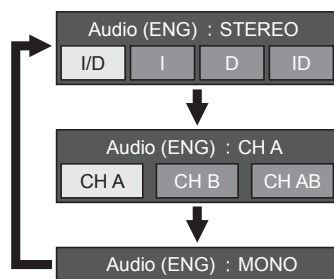 Audio (ENG) : STEREO
I/D I D ID
Audio (ENG) : CH A
CH A CH B CH AB
Audio (ENG) : MONO